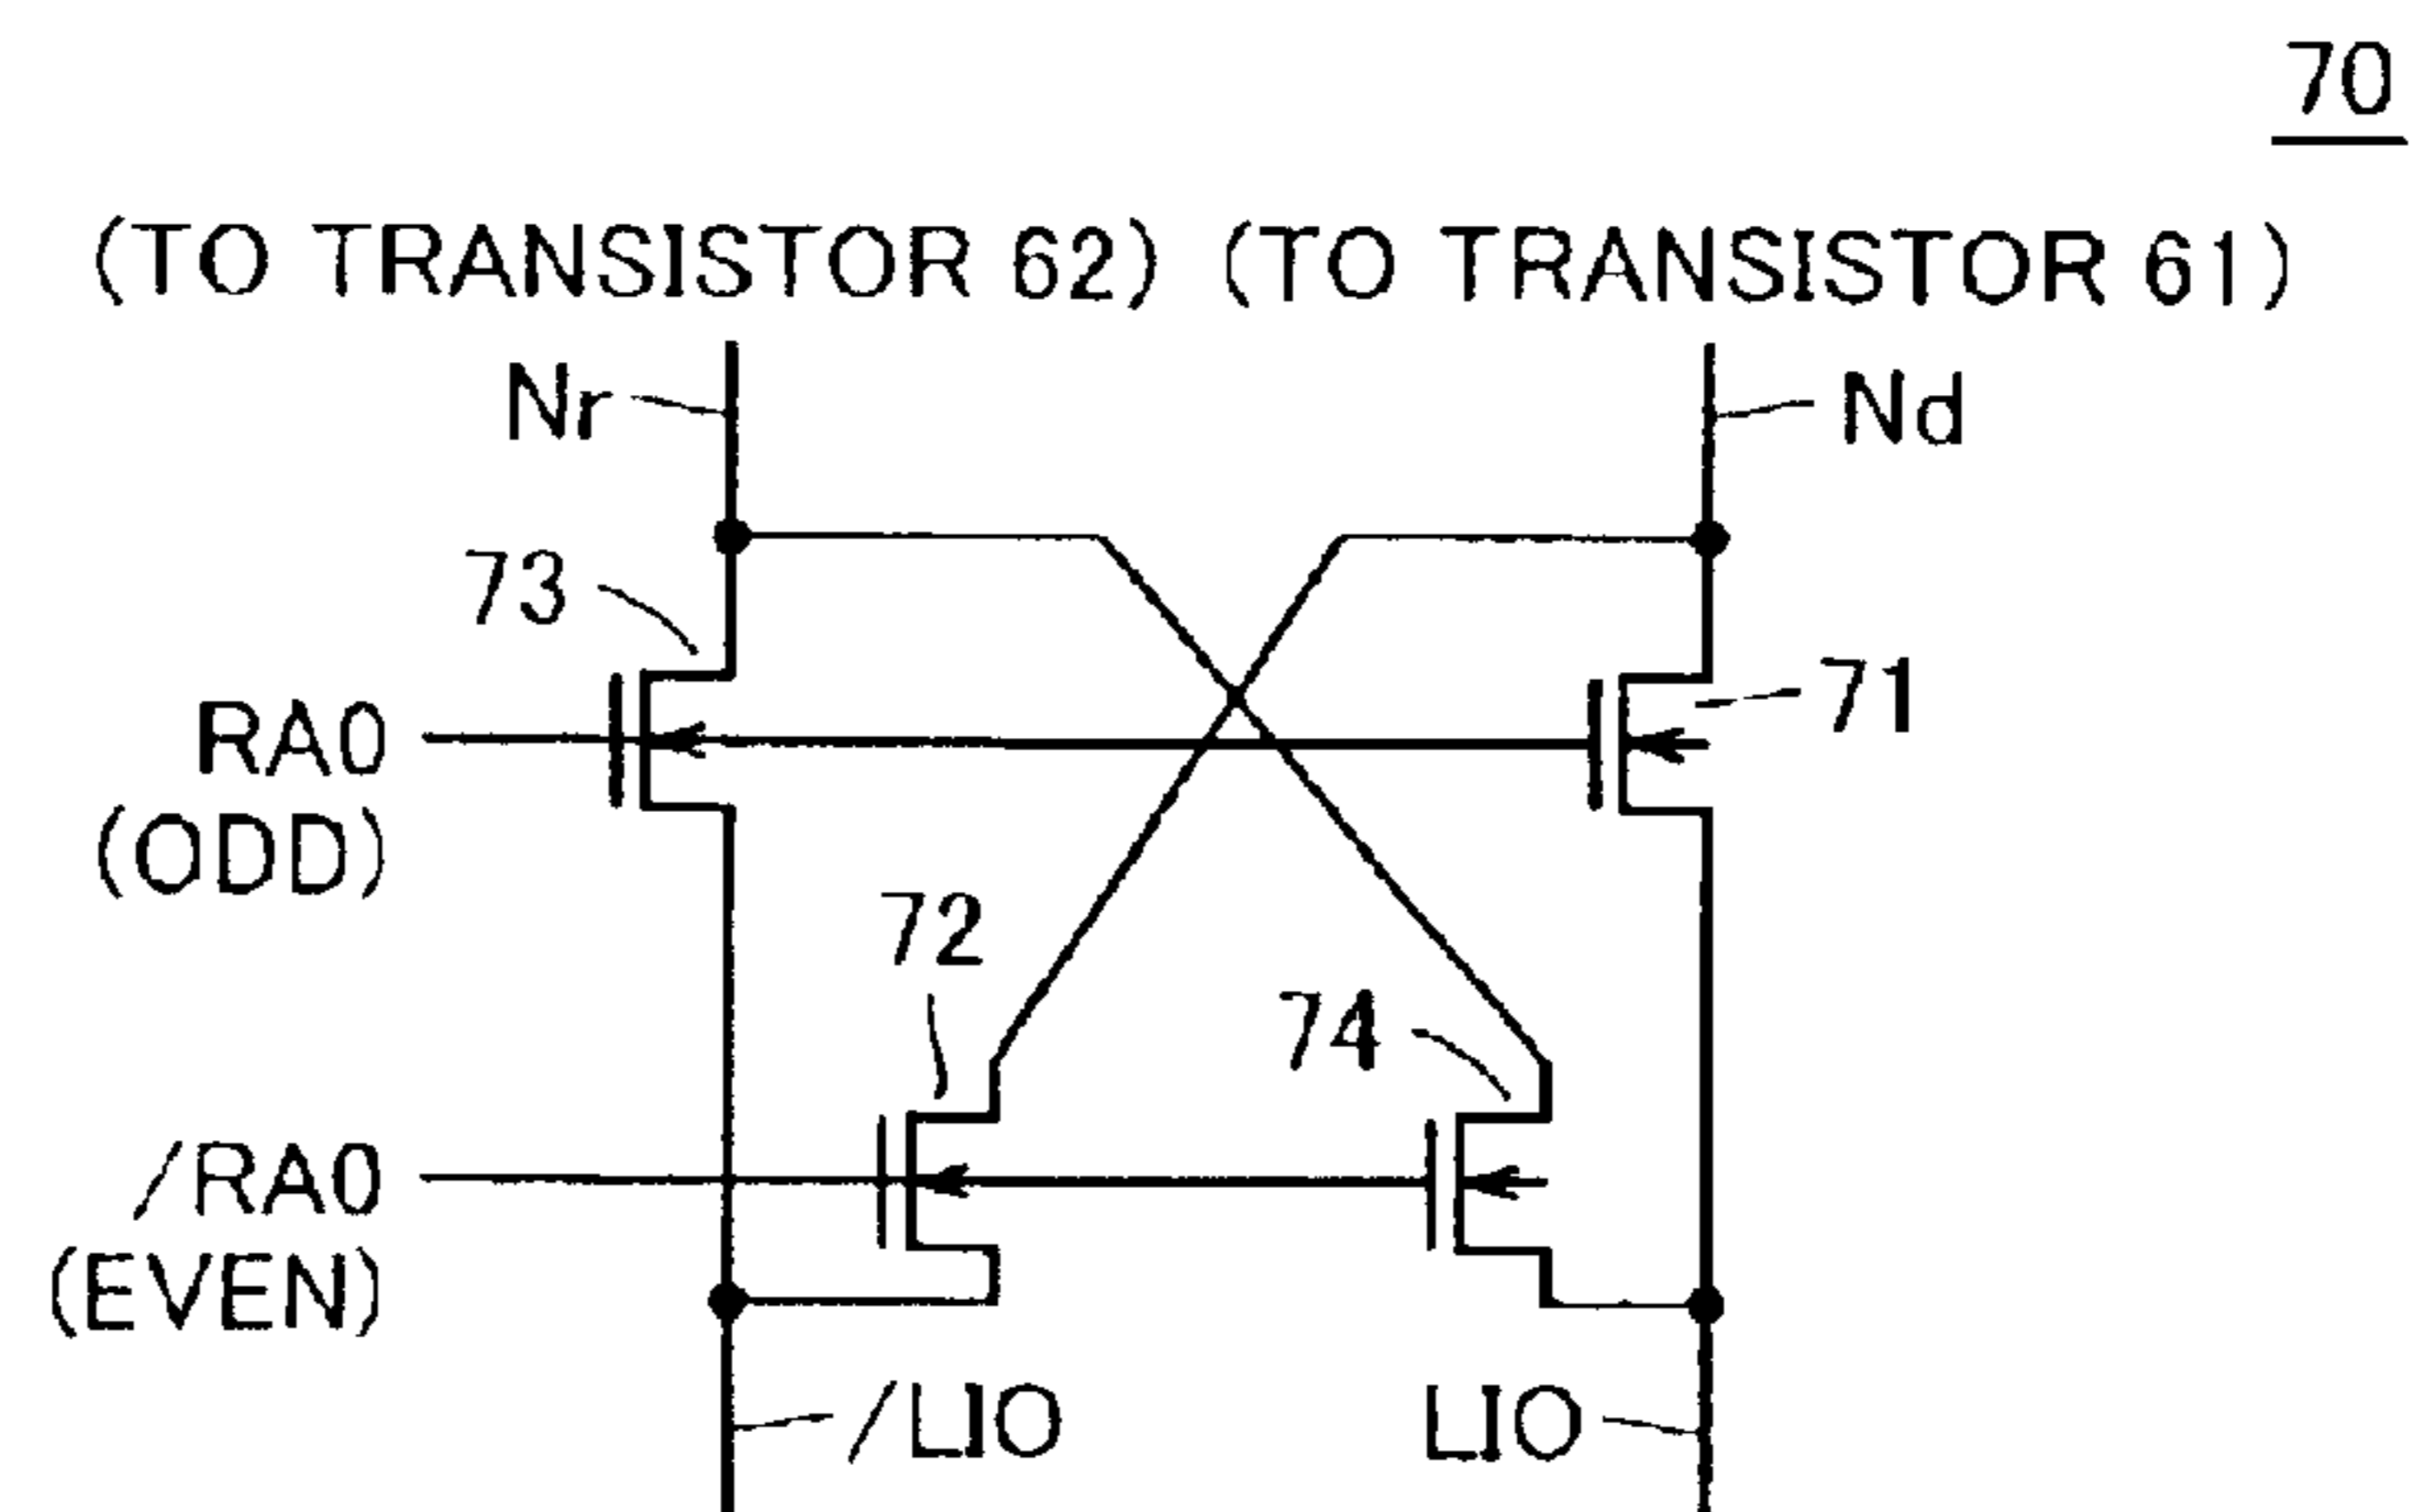 70
(TO TRANSISTOR 62) (TO TRANSISTOR 61)
Nr
Nd
73
71
RA0
(ODD)
72
74
/RA0
(EVEN)
/LIO
LIO